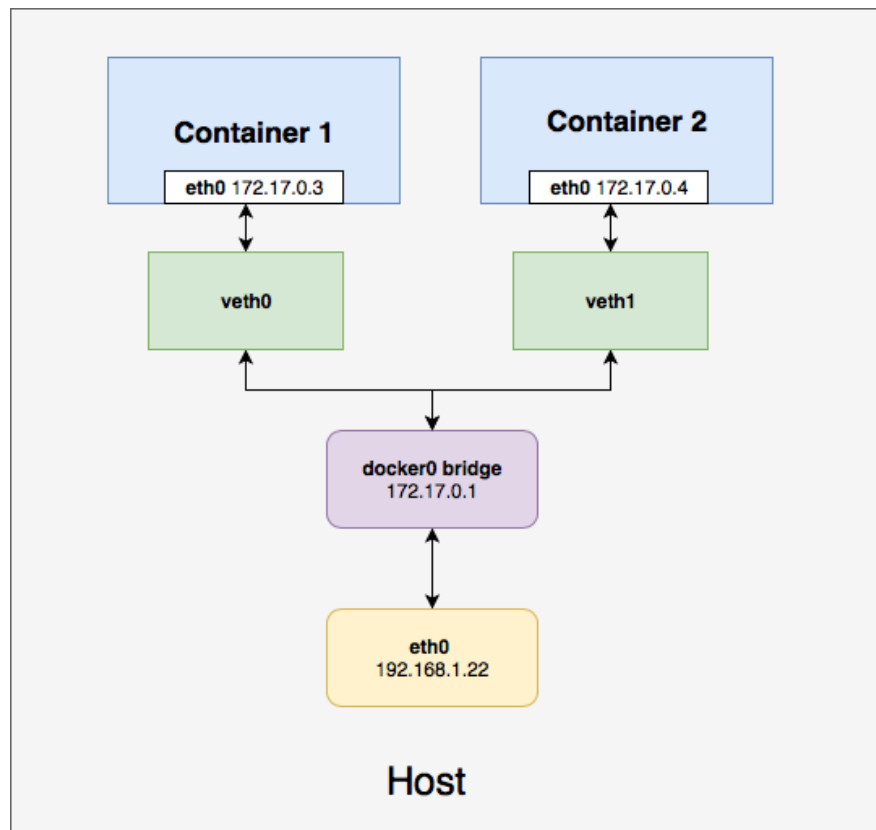 Container 1
Container 2
eth0 172.17.0.3
eth0 172.17.0.4
veth0
veth1
docker0 bridge
172.17.0.1
eth0
192.168.1.22
Host